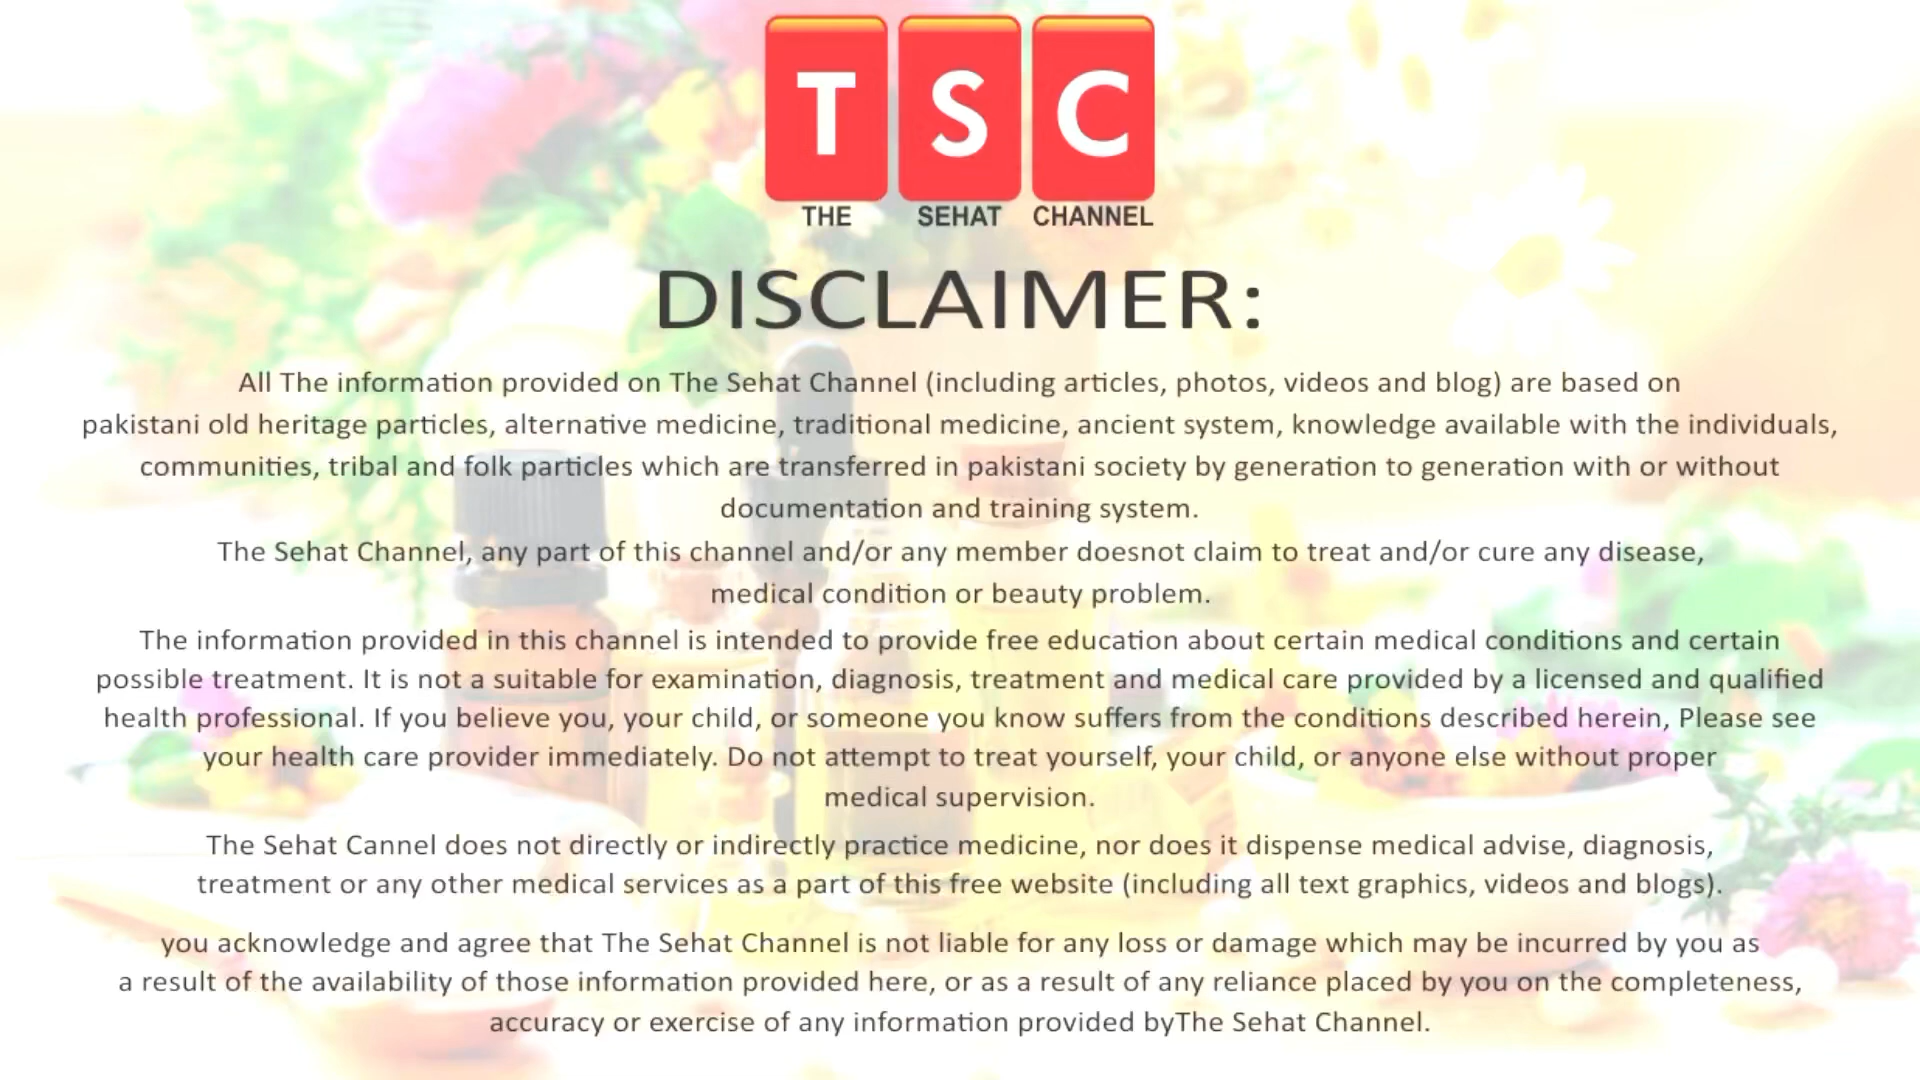 T S C
THE SEHAT CHANNEL
DISCLAIMER:
All The information provided on The Sehat Channel (including articles, photos, videos and blog) are based on
pakistani old heritage particles, alternative medicine, traditional medicine, ancient system, knowledge available with the individuals,
communities, tribal and folk particles which are transferred in pakistani society by generation to generation with or without
documentation and training system.
The Sehat Channel, any part of this channel and/or any member doesnot claim to treat and/or cure any disease,
medical condition or beauty problem.
The information provided in this channel is intended to provide free education about certain medical conditions and certain
possible treatment. It is not a suitable for examination, diagnosis, treatment and medical care provided by a licensed and qualified
health professional. If you believe you, your child, or someone you know suffers from the conditions described herein, Please see
your health care provider immediately. Do not attempt to treat yourself, your child, or anyone else without proper
medical supervision.
The Sehat Cannel does not directly or indirectly practice medicine, nor does it dispense medical advise, diagnosis,
treatment or any other medical services as a part of this free website (including all text graphics, videos and blogs).
you acknowledge and agree that The Sehat Channel is not liable for any loss or damage which may be incurred by you as
a result of the availability of those information provided here, or as a result of any reliance placed by you on the completeness,
accuracy or exercise of any information provided byThe Sehat Channel.